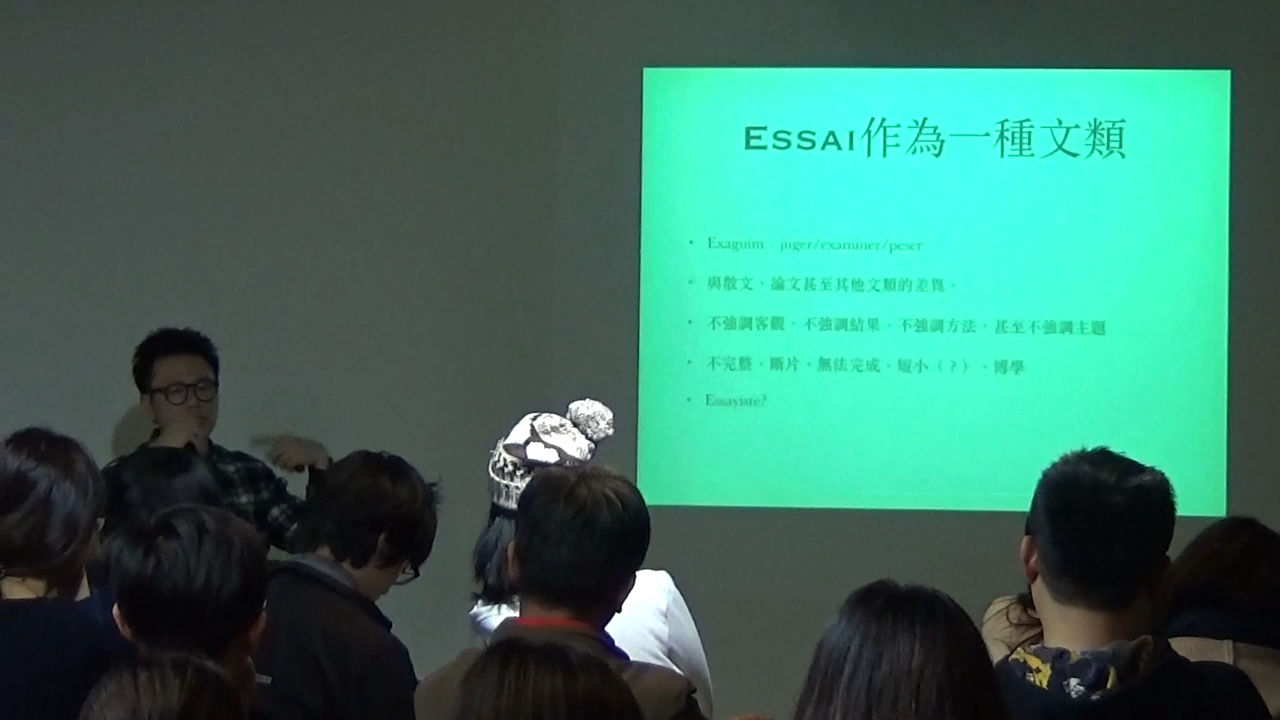 Essai作為一種文類
• Exaguim juger/examiner/peser
• 與散文、論文甚至其他文類的差異。
• 不強調客觀、不強調結果、不強調方法，甚至不強調主題
• 不完整，斷片、無法完成、短小（？）、博學
• Essayiste?